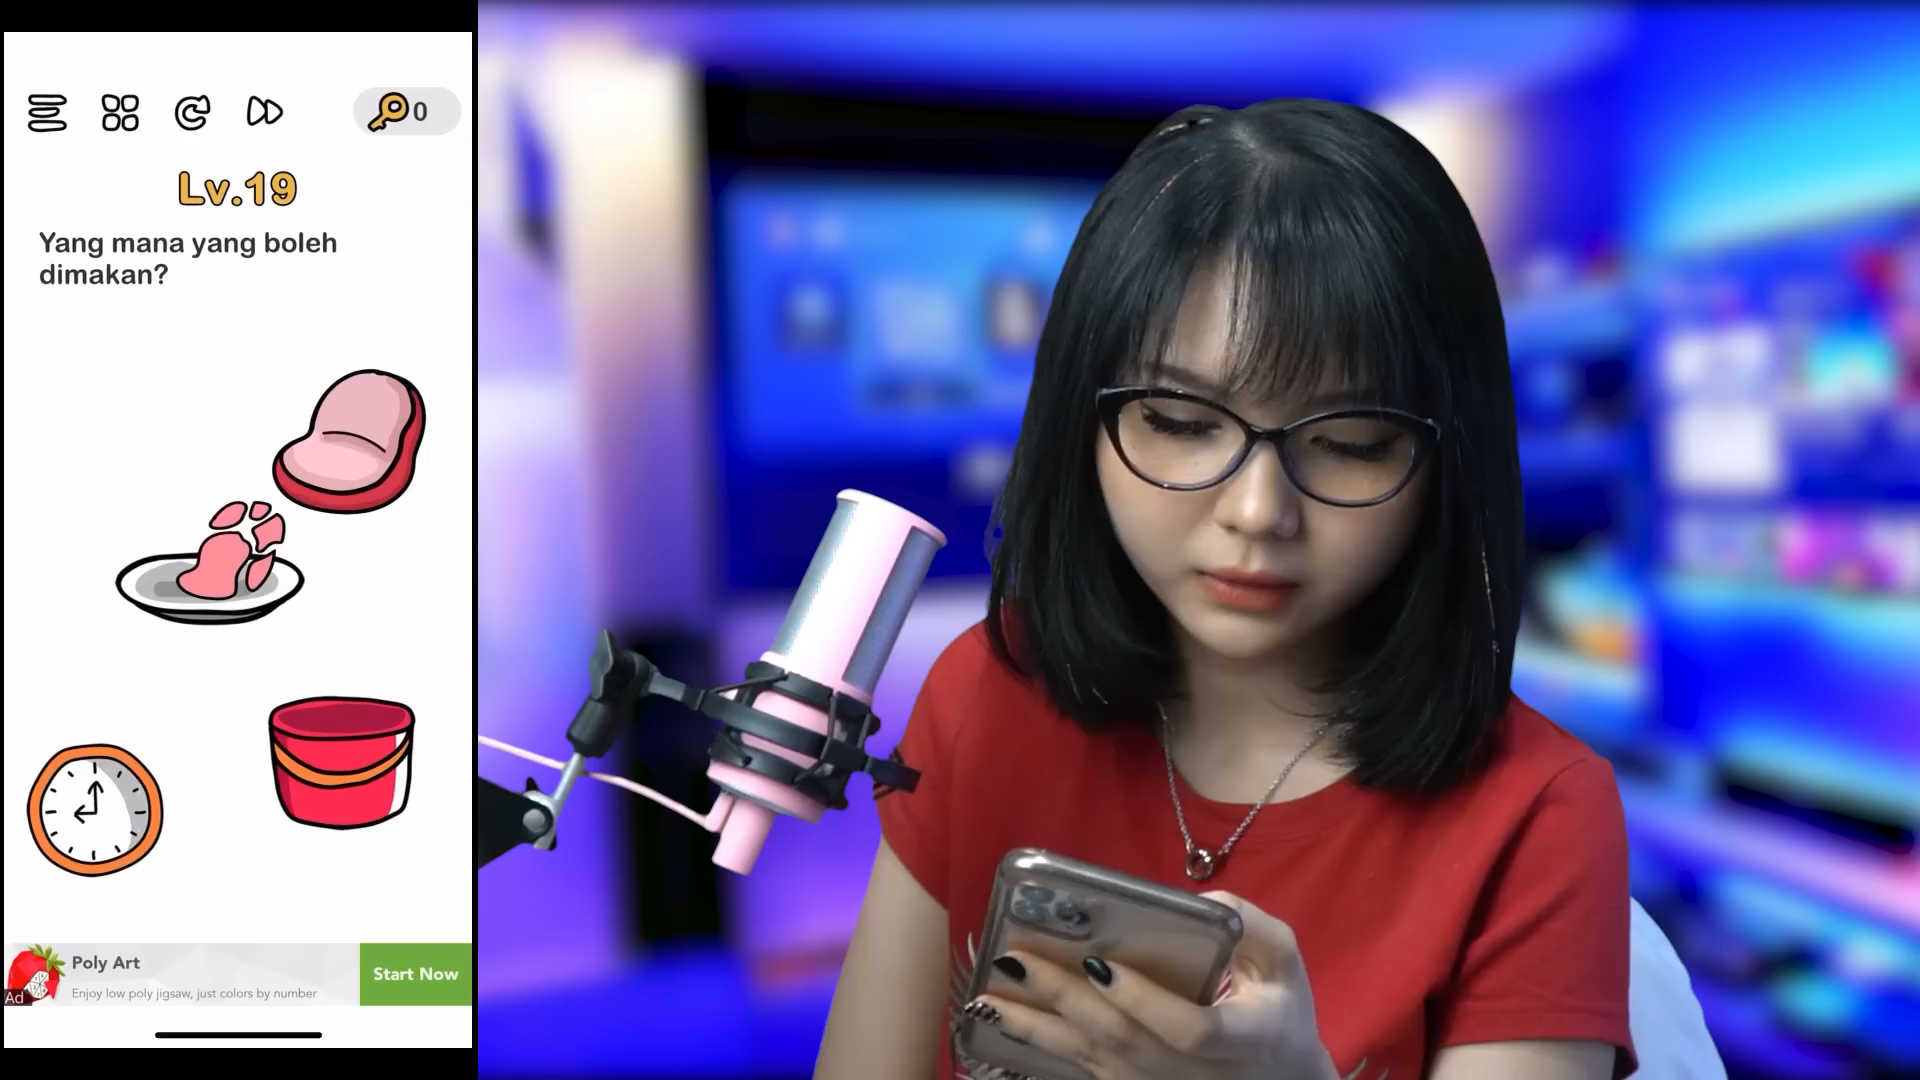 0
Lv.19
Yang mana yang boleh
dimakan?
Poly Art
Enjoy low poly jigsaw, just colors by number
Ad
Start Now